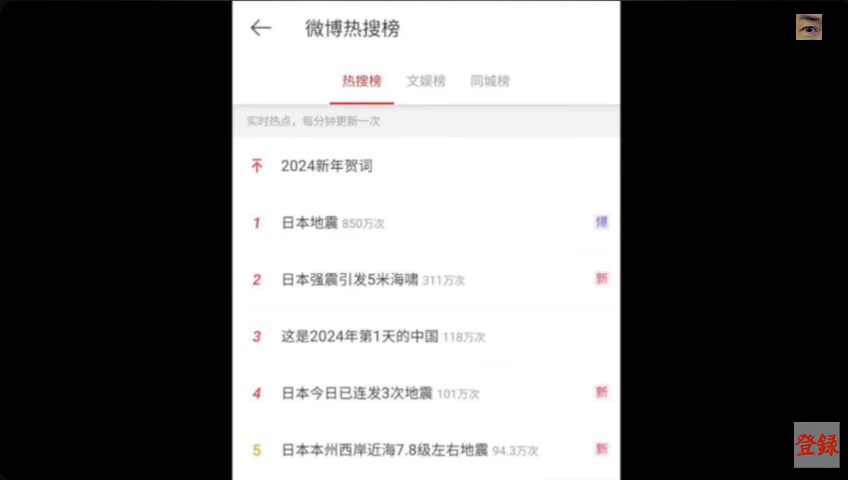 微博热搜榜
热搜榜 文娱榜 同城榜
实时热点，每分钟更新一次
2024新年贺词
1 日本地震 850万次 爆
2 日本强震引发5米海啸 311万次 新
3 这是2024年第1天的中国 118万次
4 日本今日已连发3次地震 101万次 新
5 日本本州西岸近海7.8级左右地震 94.3万次 新
登録